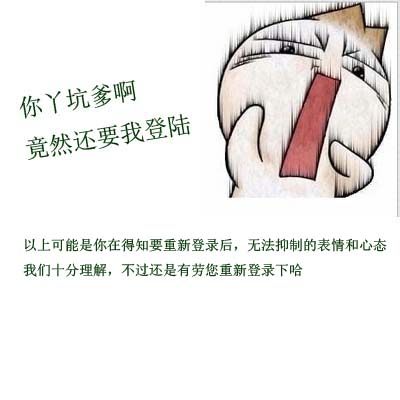 你丫坑爹啊
竟然还要我登陆
以上可能是你在得知要重新登录后，无法抑制的表情和心态
我们十分理解，不过还是有劳您重新登录下哈